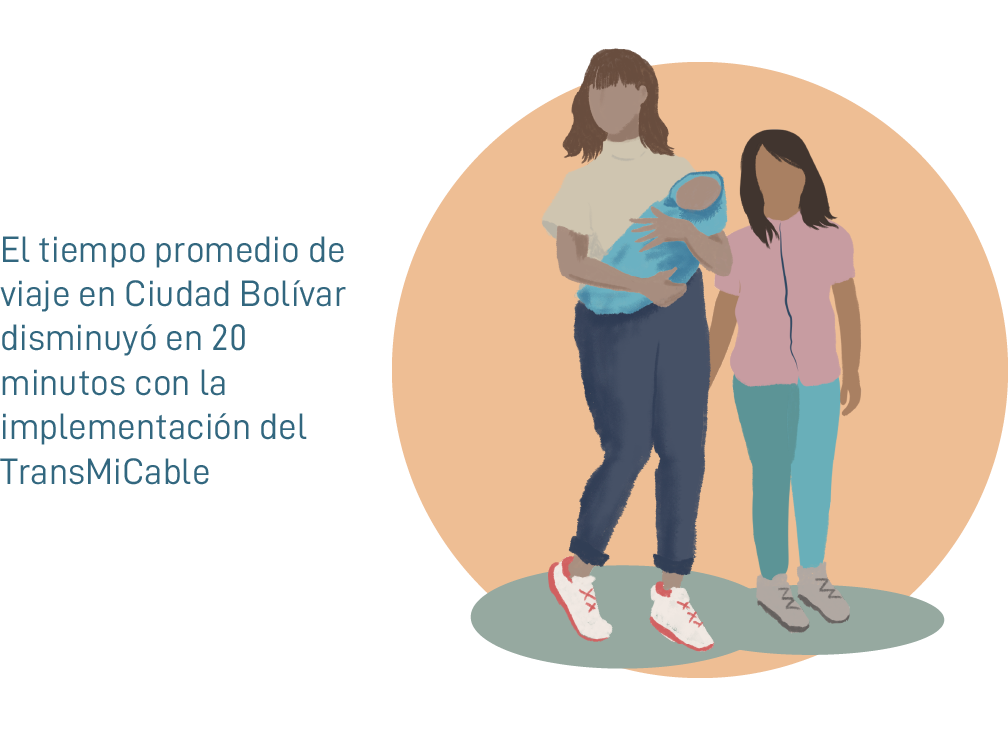 El tiempo promedio de
viaje en Ciudad Bolívar
disminuyó en 20
minutos con la
implementación del
TransMiCable